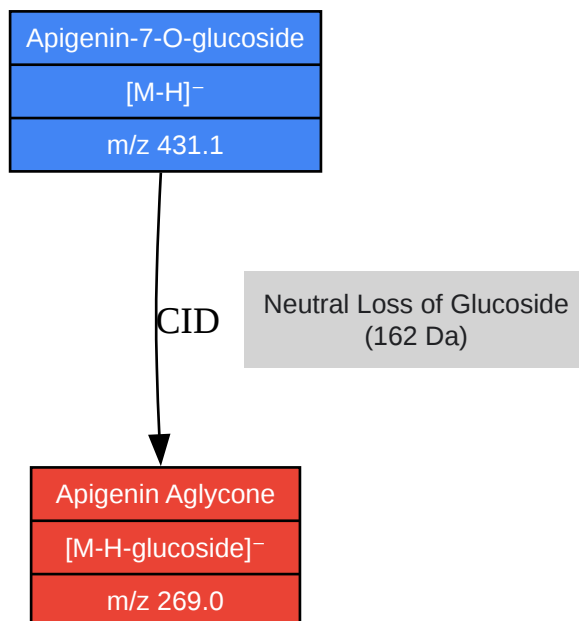 Apigenin-7-O-glucoside
[M-H]⁻
m/z 431.1
CID
Neutral Loss of Glucoside
(162 Da)
Apigenin Aglycone
[M-H-glucoside]⁻
m/z 269.0